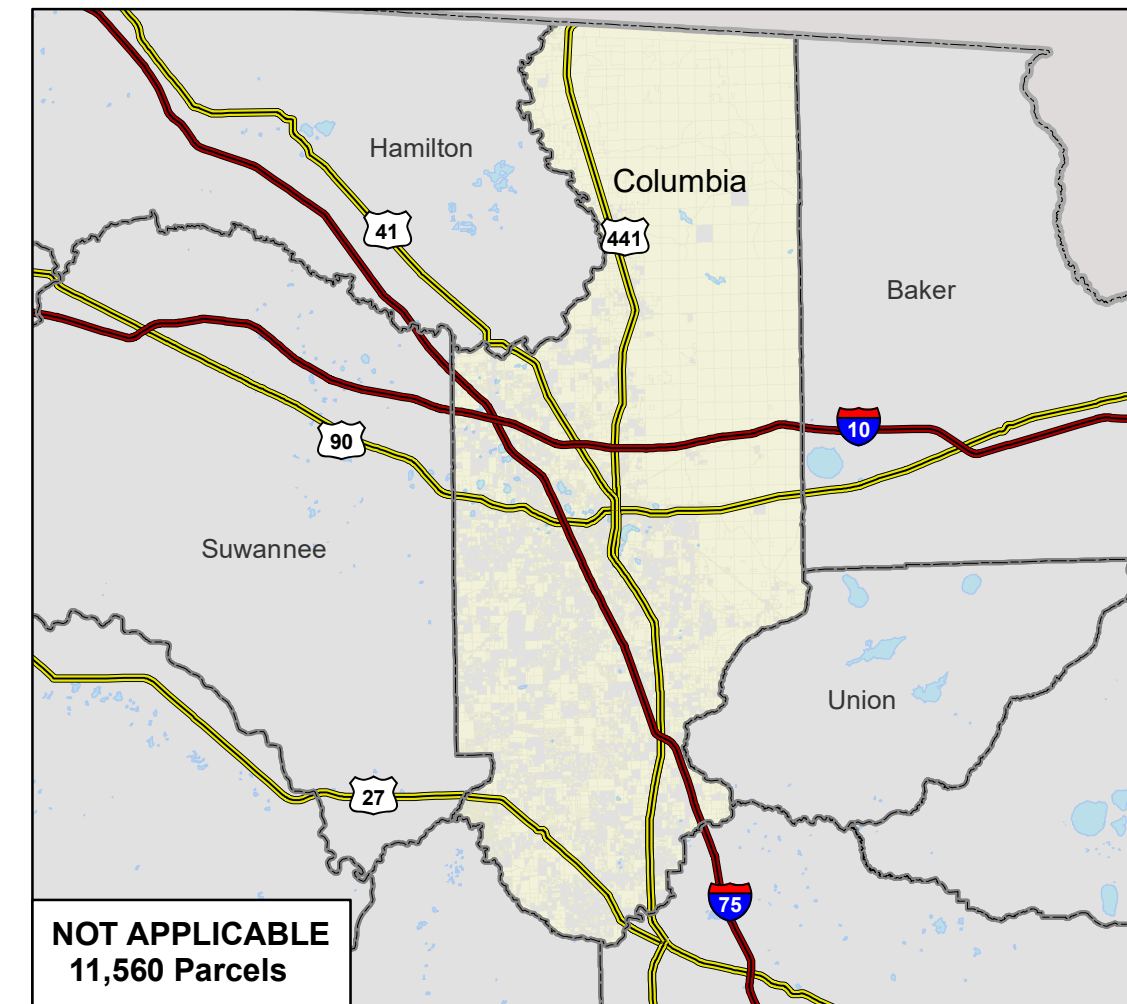 Hamilton
Columbia
41
441
Baker
10
90
Suwannee
Union
27
75
NOT APPLICABLE
11,560 Parcels